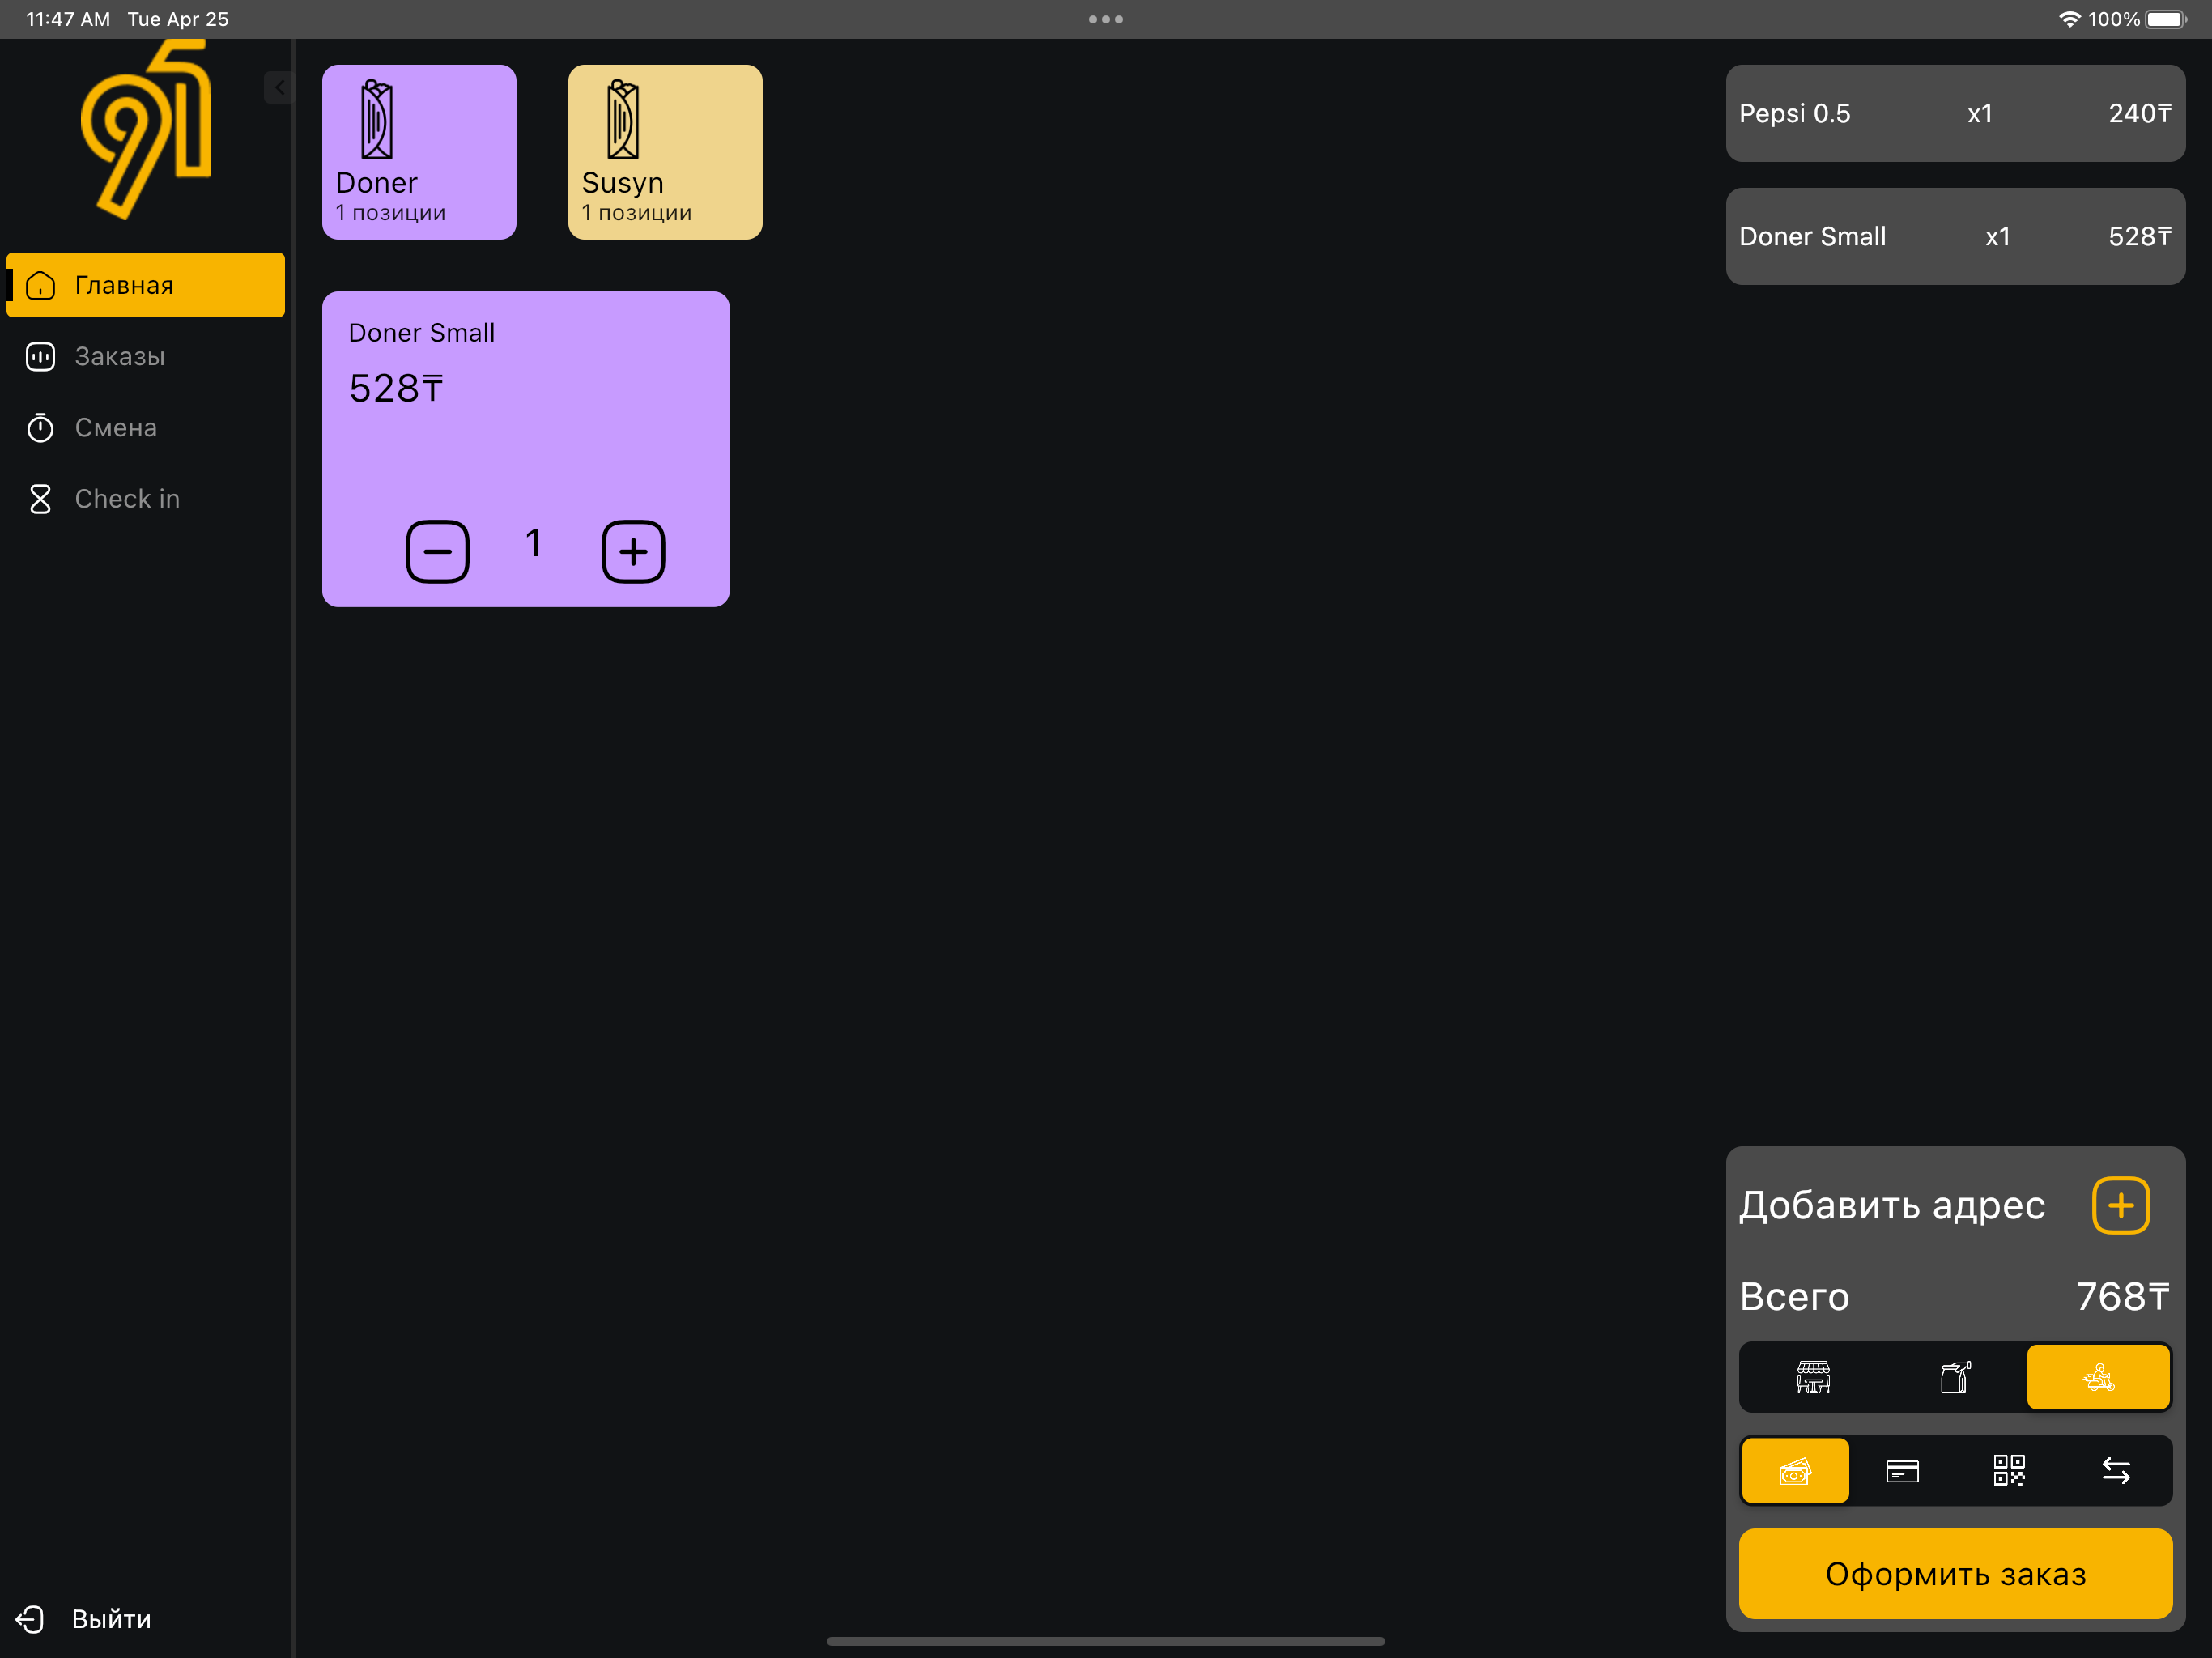 11:47 AM Tue Apr 25
100%
Главная
Заказы
Смена
Check in
Выйти
Doner
1 позиции
Susyn
1 позиции
Doner Small
528₸
1
Pepsi 0.5 x1 240₸
Doner Small x1 528₸
Добавить адрес
Всего 768₸
Оформить заказ